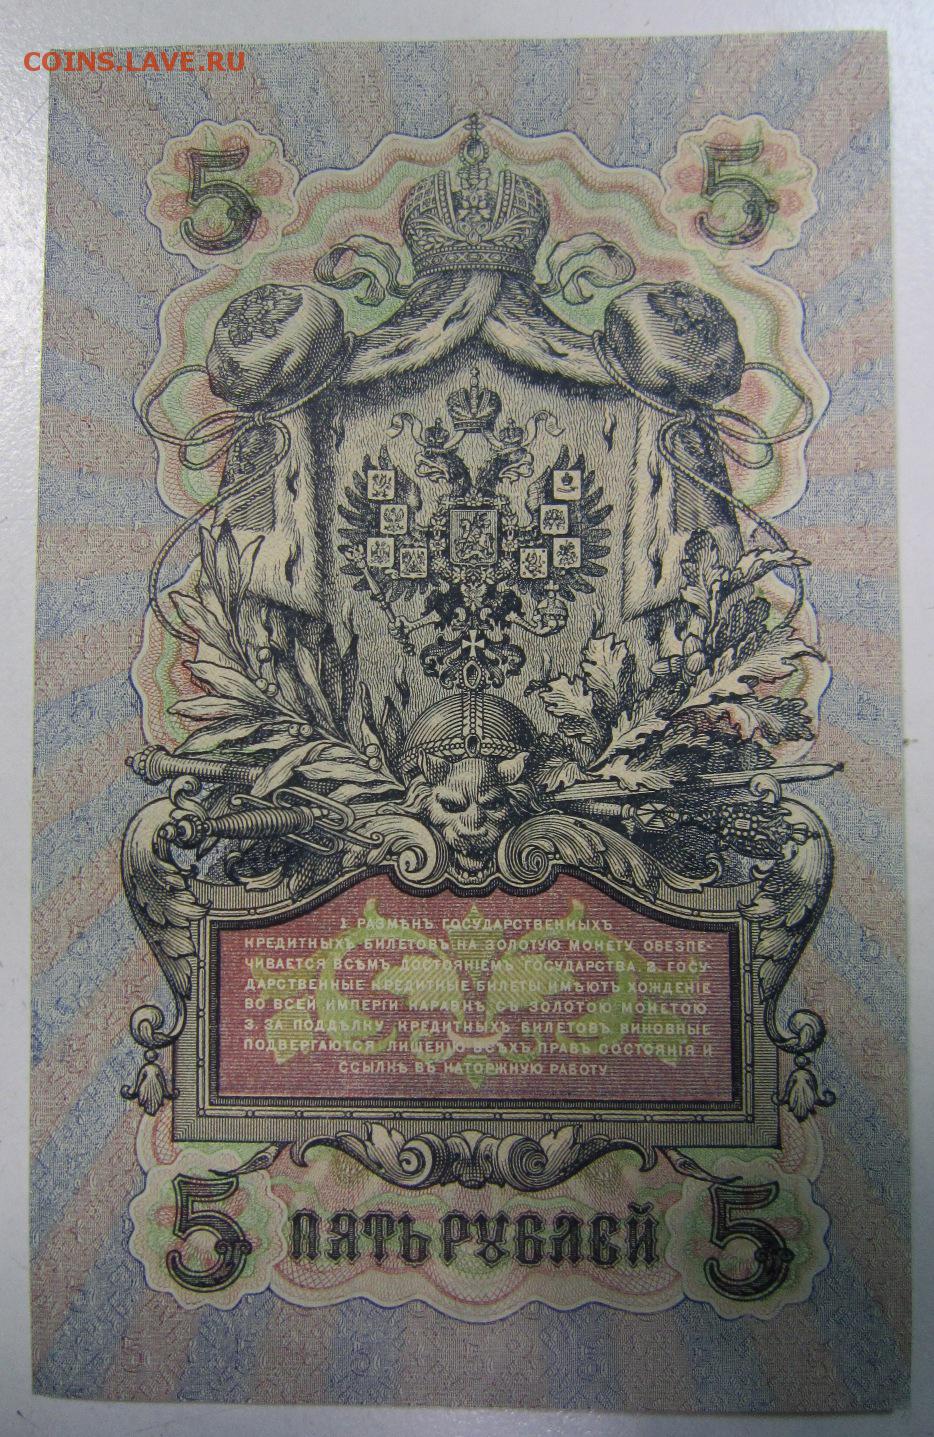 COINS.LAVE.RU
5 5
1. РАЗМѢНЪ ГОСУДАРСТВЕННЫХЪ
КРЕДИТНЫХЪ БИЛЕТОВЪ НА ЗОЛОТУЮ МОНЕТУ ОБЕЗПЕ-
ЧИВАЕТСЯ ВСѢМЪ ДОСТОЯНІЕМЪ ГОСУДАРСТВА. 2. ГОСУ-
ДАРСТВЕННЫЕ КРЕДИТНЫЕ БИЛЕТЫ ИМѢЮТЪ ХОЖДЕНІЕ
ВО ВСЕЙ ИМПЕРІИ НАРАВНѢ СЪ ЗОЛОТОЮ МОНЕТОЮ
3. ЗА ПОДДѢЛКУ КРЕДИТНЫХЪ БИЛЕТОВЪ ВИНОВНЫЕ
ПОДВЕРГАЮТСЯ ЛИШЕНІЮ ВСѢХЪ ПРАВЪ СОСТОЯНІЯ И
ССЫЛКѢ ВЪ КАТОРЖНУЮ РАБОТУ
5 ПЯТЬ РУБЛЕЙ 5